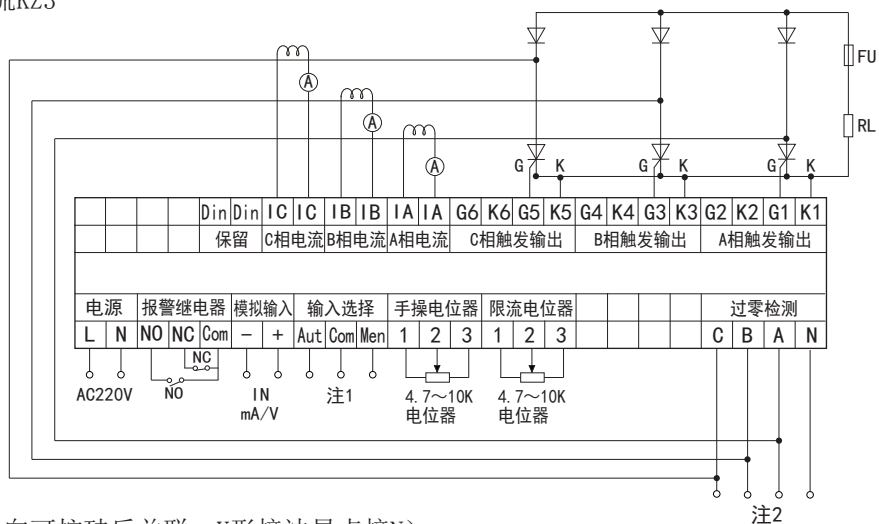 流KZ3
FU
RL
A
A
A
G K G K G K
Din Din IC IC IB IB IA IA G6 K6 G5 K5 G4 K4 G3 K3 G2 K2 G1 K1
保留 C相电流 B相电流 A相电流 C相触发输出 B相触发输出 A相触发输出
电源 报警继电器 模拟输入 输入选择 手操电位器 限流电位器 过零检测
L N NO NC Com − + Aut Com Men 1 2 3 1 2 3 C B A N
NC
AC220V NO IN 注1 4.7～10K 4.7～10K
mA/V 电位器 电位器
注2